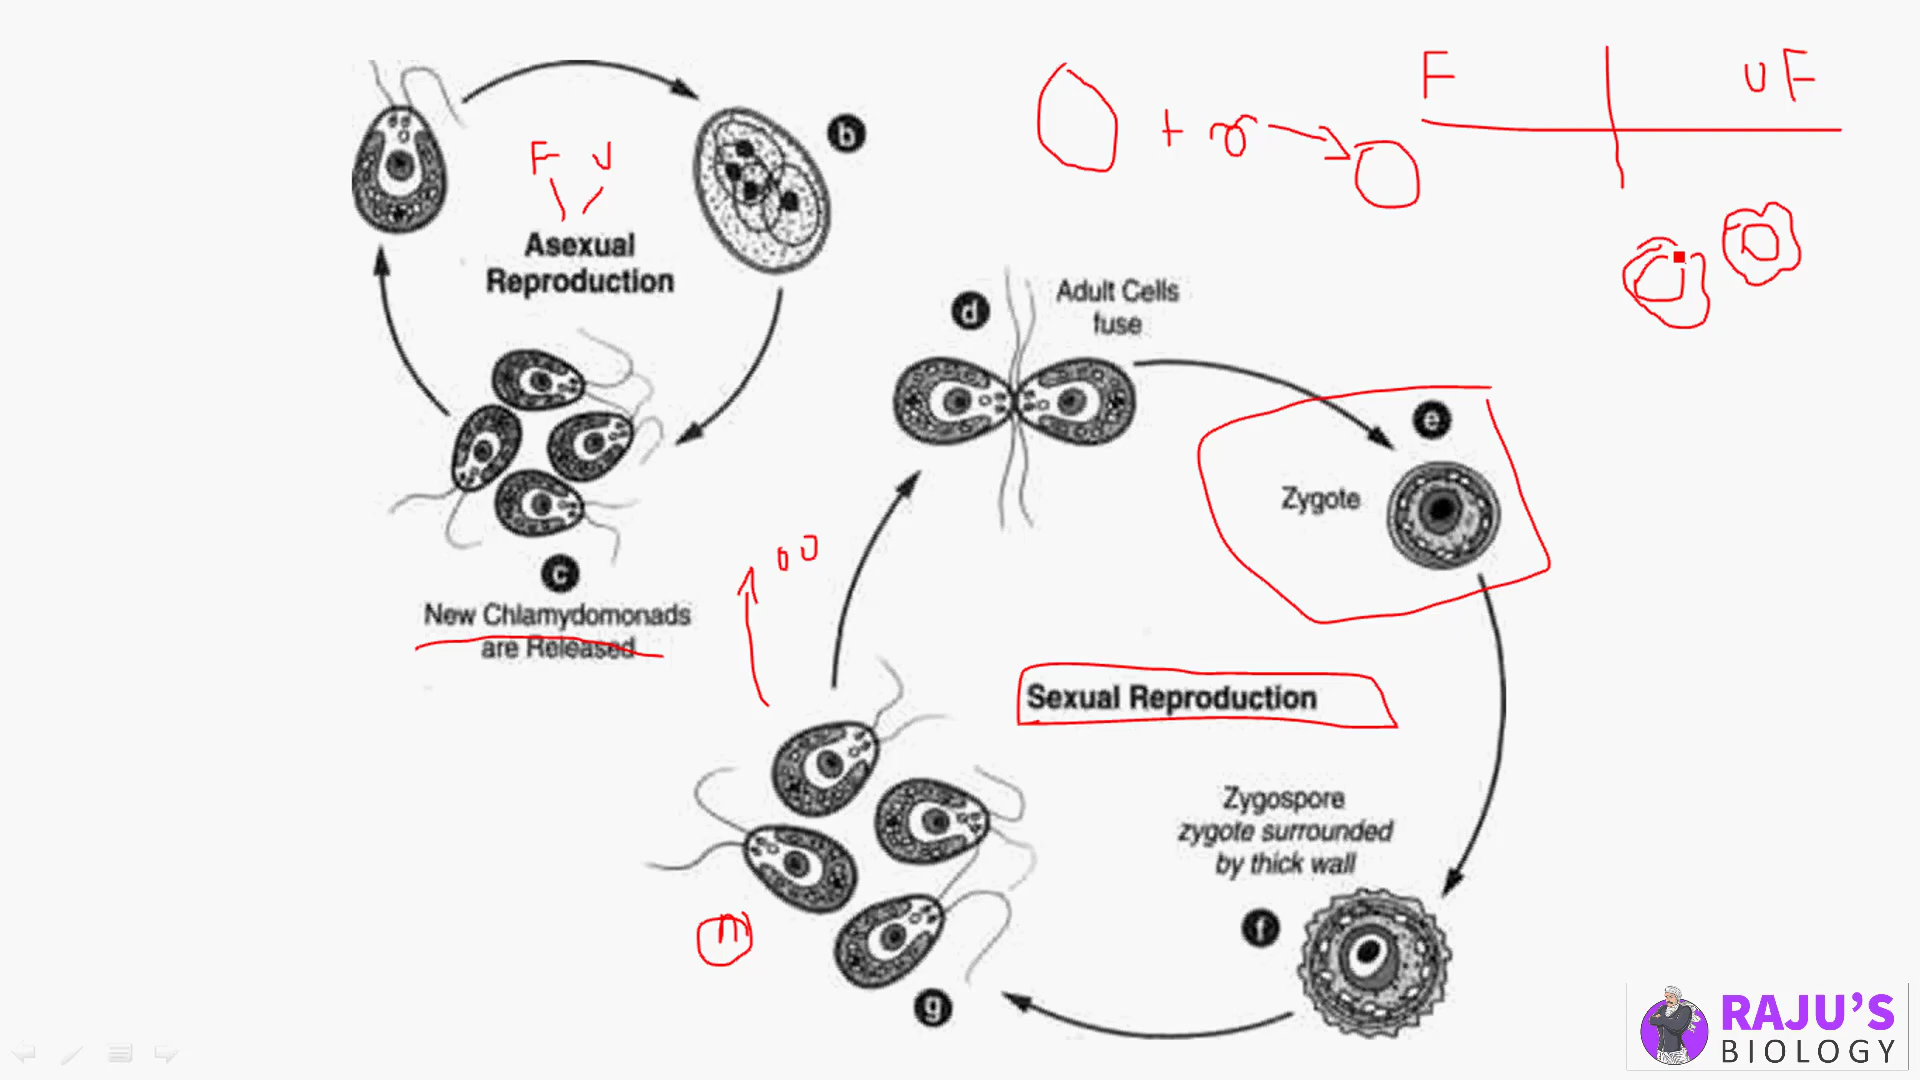 F
U F
+
b
F U
Asexual
Reproduction
d
Adult Cells
fuse
e
Zygote
c
New Chlamydomonads
are Released
Sexual Reproduction
Zygospore
zygote surrounded
by thick wall
f
n
g
RAJU'S
BIOLOGY